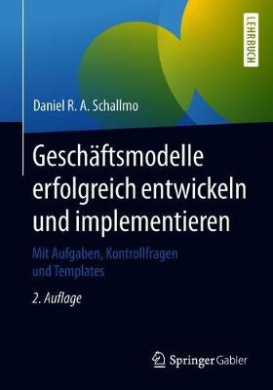 LEHRBUCH
Daniel R. A. Schallmo
Geschäftsmodelle
erfolgreich entwickeln
und implementieren
Mit Aufgaben, Kontrollfragen
und Templates
2. Auflage
Springer Gabler